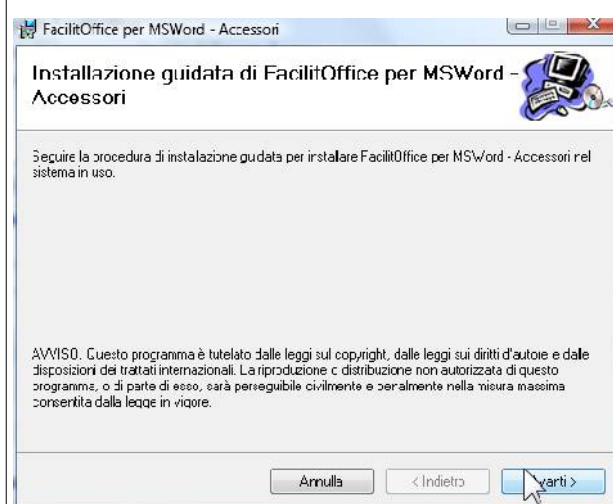 FacilitOffice per MSWord - Accessori
Installazione guidata di FacilitOffice per MSWord -
Accessori
Seguire la procedura di installazione guidata per installare FacilitOffice per MSWord - Accessori nel
sistema in uso.
AVVISO. Questo programma è tutelato dalle leggi sul copyright, dalle leggi sui diritti d'autore e dalle
disposizioni dei trattati internazionali. La riproduzione o distribuzione non autorizzata di questo
programma, o di parte di esso, sarà perseguibile civilmente e penalmente nella misura massima
consentita dalla legge in vigore.
Annulla
< Indietro
Avanti >